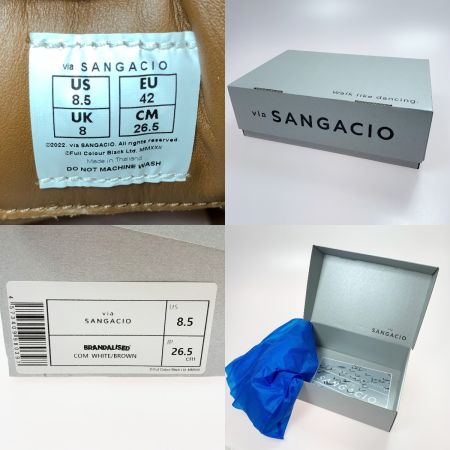 via
SANGACIO
US
8.5
EU
42
UK
8
CM
26.5
©2022. via SANGACIO. All rights reserved.
©Full Colour Black Ltd. MMXXII
Made in Thailand
DO NOT MACHINE WASH
walk like dancing.
via SANGACIO
via
SANGACIO
US
8.5
BRANDALISED
COM WHITE/BROWN
JP
26.5
cm
via
SANGACIO
SANGACIO